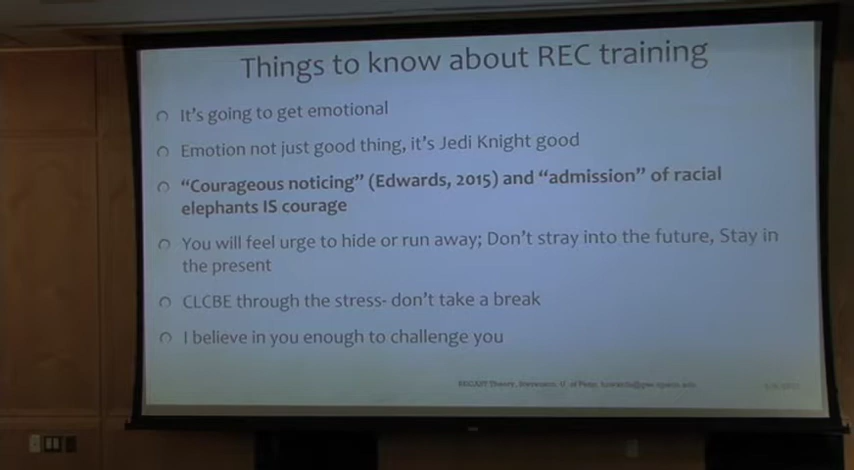 Things to know about REC training
It's going to get emotional
Emotion not just good thing, it's Jedi Knight good
"Courageous noticing" (Edwards, 2015) and "admission" of racial
elephants IS courage
You will feel urge to hide or run away; Don't stray into the future, Stay in
the present
CLCBE through the stress- don't take a break
I believe in you enough to challenge you